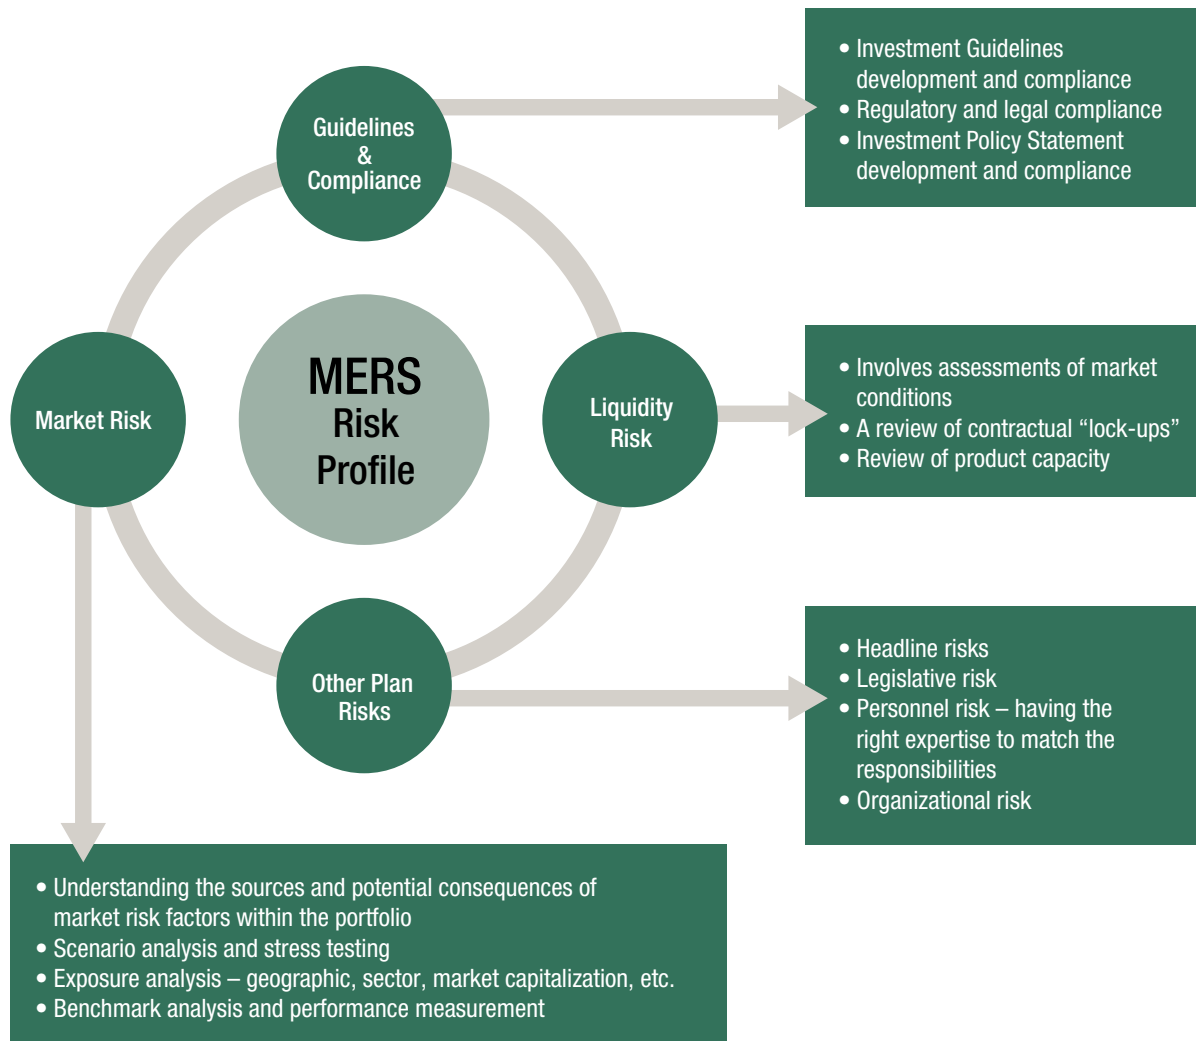 Guidelines
&
Compliance
• Investment Guidelines
development and compliance
• Regulatory and legal compliance
• Investment Policy Statement
development and compliance
MERS
Risk
Profile
Market Risk
Liquidity
Risk
• Involves assessments of market
conditions
• A review of contractual “lock-ups”
• Review of product capacity
Other Plan
Risks
• Headline risks
• Legislative risk
• Personnel risk – having the
right expertise to match the
responsibilities
• Organizational risk
• Understanding the sources and potential consequences of
market risk factors within the portfolio
• Scenario analysis and stress testing
• Exposure analysis – geographic, sector, market capitalization, etc.
• Benchmark analysis and performance measurement